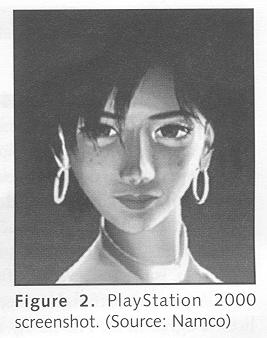 Figure 2. PlayStation 2000
screenshot. (Source: Namco)